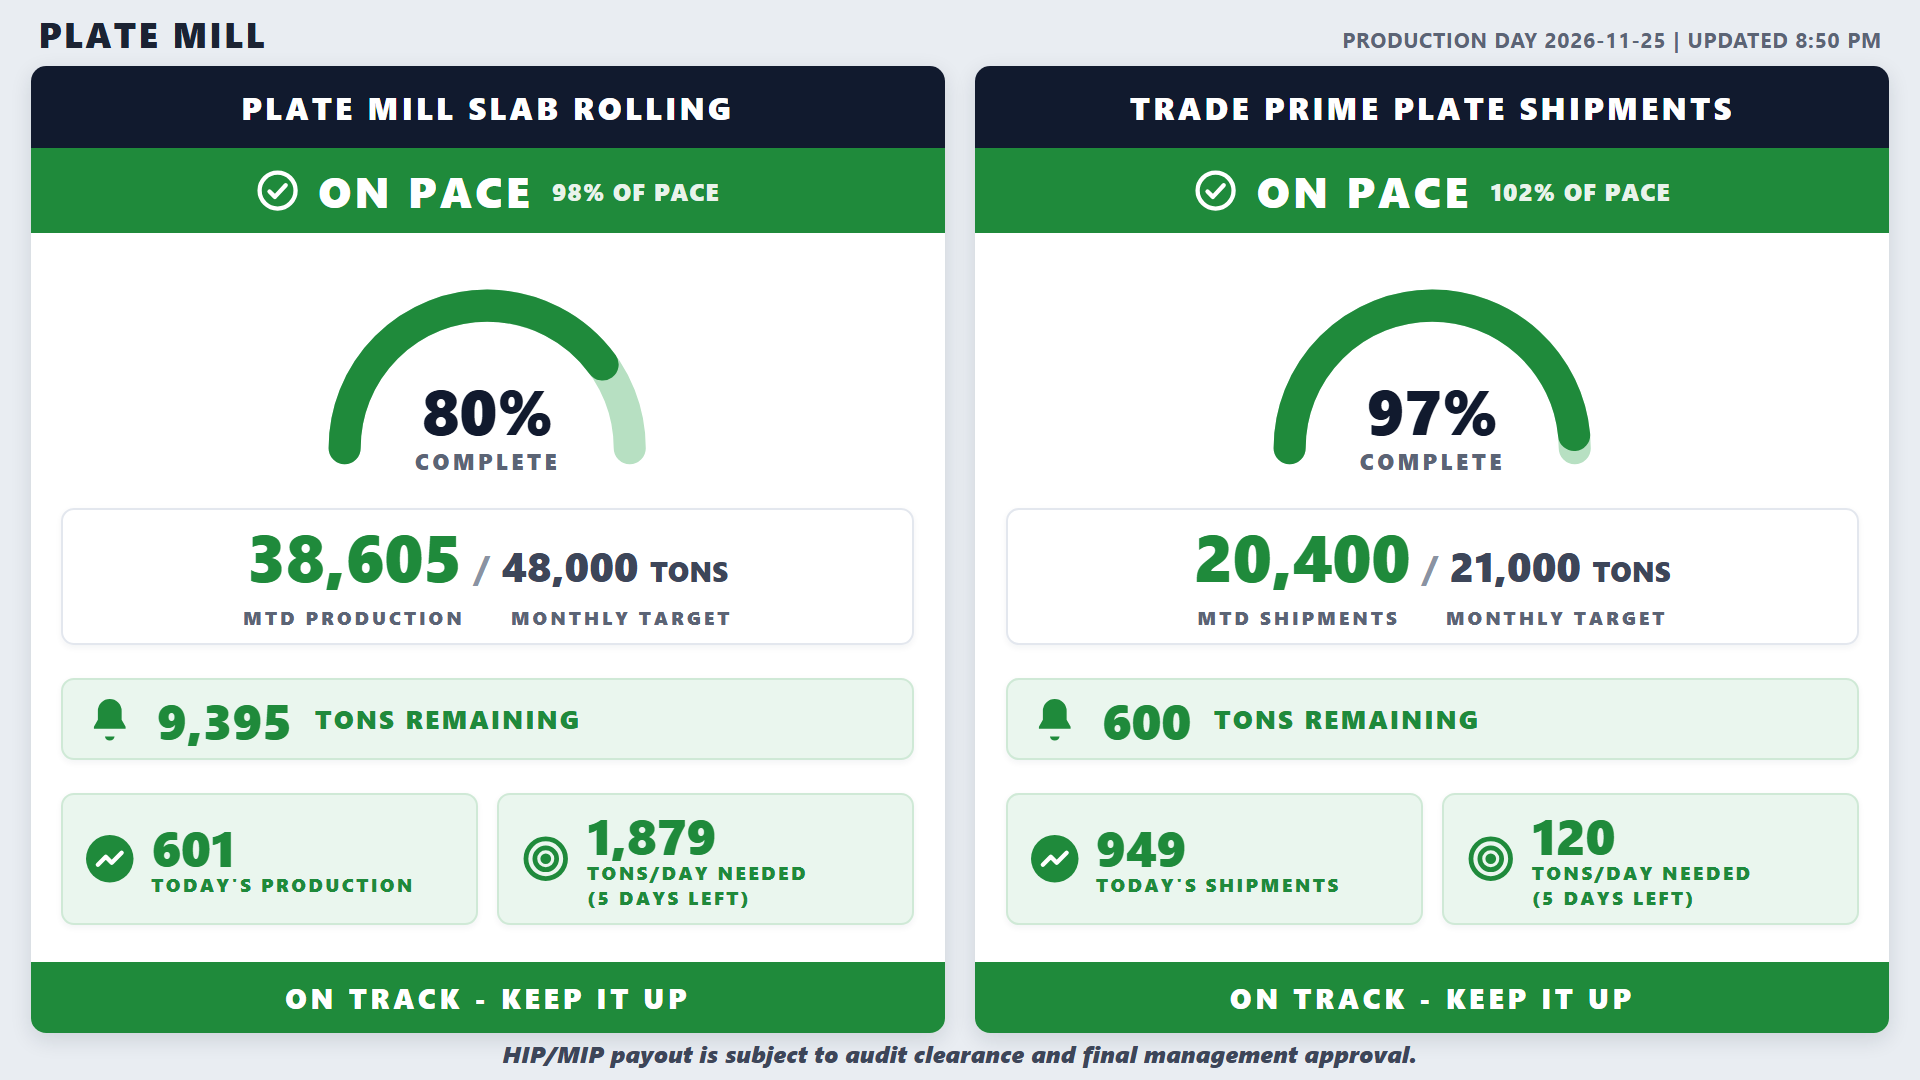 PLATE MILL
PRODUCTION DAY 2026-11-25 | UPDATED 8:50 PM
PLATE MILL SLAB ROLLING
ON PACE 98% OF PACE
80%
COMPLETE
38,605 / 48,000 TONS
MTD PRODUCTION MONTHLY TARGET
9,395 TONS REMAINING
601
TODAY'S PRODUCTION
1,879
TONS/DAY NEEDED
(5 DAYS LEFT)
ON TRACK - KEEP IT UP
TRADE PRIME PLATE SHIPMENTS
ON PACE 102% OF PACE
97%
COMPLETE
20,400 / 21,000 TONS
MTD SHIPMENTS MONTHLY TARGET
600 TONS REMAINING
949
TODAY'S SHIPMENTS
120
TONS/DAY NEEDED
(5 DAYS LEFT)
ON TRACK - KEEP IT UP
HIP/MIP payout is subject to audit clearance and final management approval.